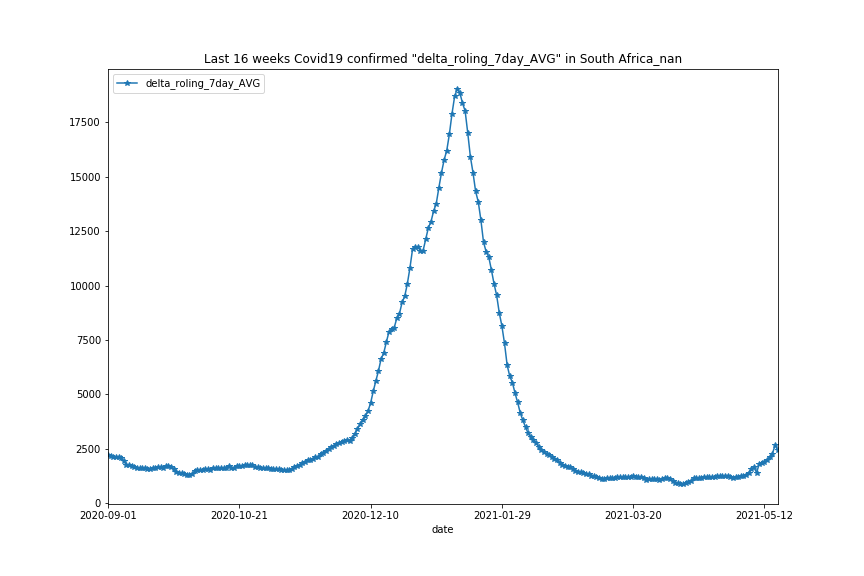 Last 16 weeks Covid19 confirmed "delta_roling_7day_AVG" in South Africa_nan
delta_roling_7day_AVG
17500
15000
12500
10000
7500
5000
2500
0
2020-09-01 2020-10-21 2020-12-10 2021-01-29 2021-03-20 2021-05-12
date